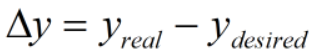 Δy = y_real − y_desired